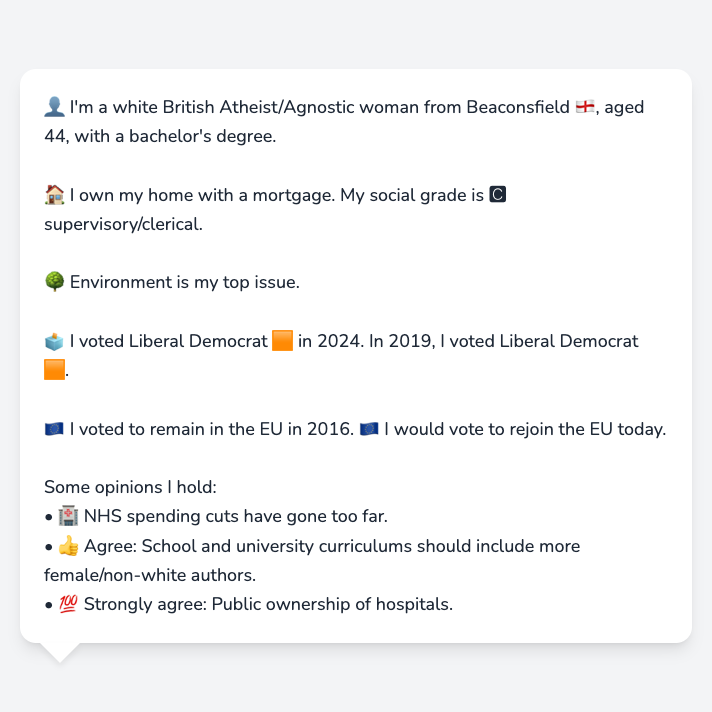 👤 I'm a white British Atheist/Agnostic woman from Beaconsfield 🏴󠁧󠁢󠁥󠁮󠁧󠁿, aged
44, with a bachelor's degree.
🏠 I own my home with a mortgage. My social grade is 🅲
supervisory/clerical.
🌳 Environment is my top issue.
🗳️ I voted Liberal Democrat 🟧 in 2024. In 2019, I voted Liberal Democrat
🟧.
🇪🇺 I voted to remain in the EU in 2016. 🇪🇺 I would vote to rejoin the EU today.
Some opinions I hold:
• 🏥 NHS spending cuts have gone too far.
• 👍 Agree: School and university curriculums should include more
female/non-white authors.
• 💯 Strongly agree: Public ownership of hospitals.